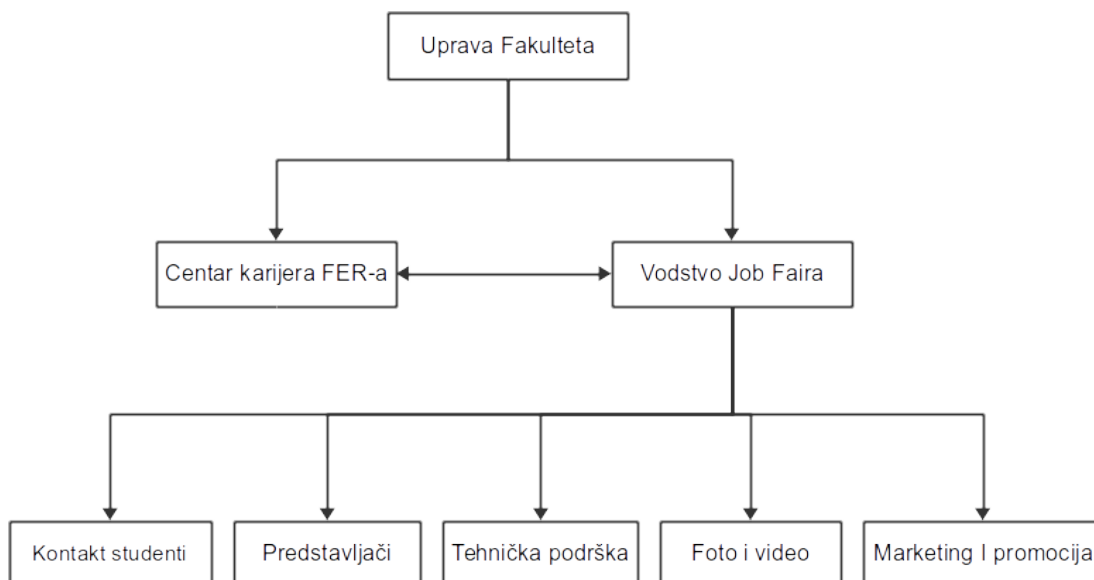 Uprava Fakulteta
Centar karijera FER-a
Vodstvo Job Faira
Kontakt studenti
Predstavljači
Tehnička podrška
Foto i video
Marketing I promocija